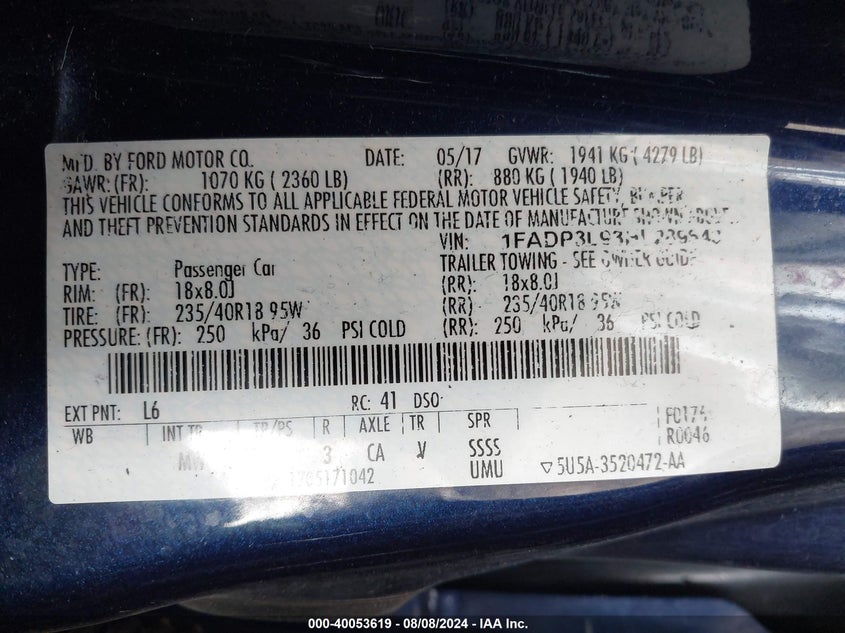 MFD. BY FORD MOTOR CO. DATE: 05/17 GVWR: 1941 KG ( 4279 LB)
GAWR: (FR): 1070 KG ( 2360 LB) (RR): 880 KG ( 1940 LB)
THIS VEHICLE CONFORMS TO ALL APPLICABLE FEDERAL MOTOR VEHICLE SAFETY,
AND THEFT PREVENTION STANDARDS IN EFFECT ON THE DATE OF MANUFACTURE SHOWN ABOVE.
VIN:
TYPE: Passenger Car TRAILER TOWING - SEE OWNER GUIDE
RIM: (FR): 18x8.0J (RR): 18x8.0J
TIRE: (FR): 235/40R18 95W (RR) 235/40R18 95W
PRESSURE: (FR): 250 kPa/ 36 PSI COLD (RR): 250 kPa/ 36 PSI COLD
EXT PNT: L6 RC: 41 DSO:
WB INT TR TP/PS R AXLE TR SPR
3 CA V SSSS
UMU
R0046
▽5U5A-3520472-AA
000-40053619 - 08/08/2024 - IAA Inc.